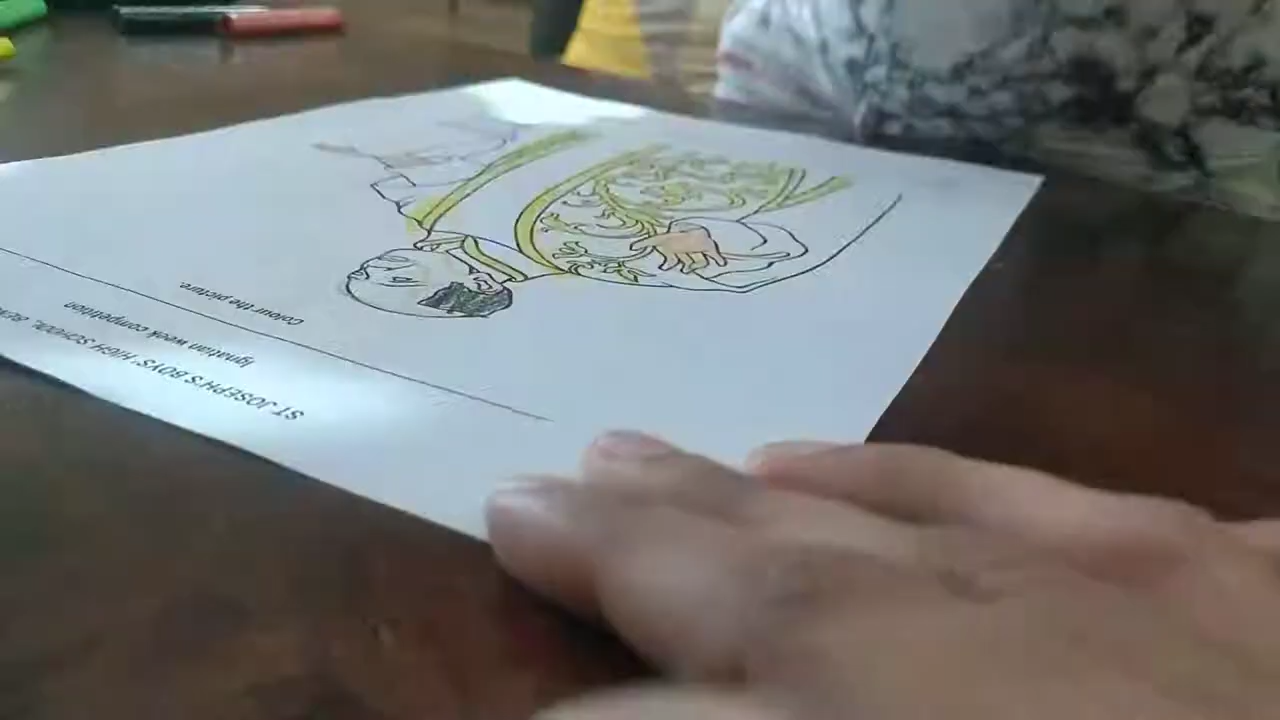 ST JOSEPH'S BOYS' HIGH SCHOOL,
Ignatian week competition
Colour the picture.